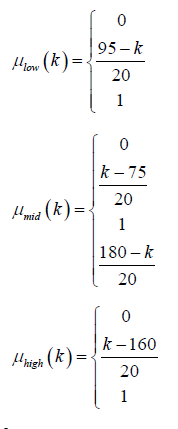 μ_low (k) = { 0
(95 − k)/20
1
μ_mid (k) = { 0
(k − 75)/20
1
(180 − k)/20
μ_high (k) = { 0
(k − 160)/20
1